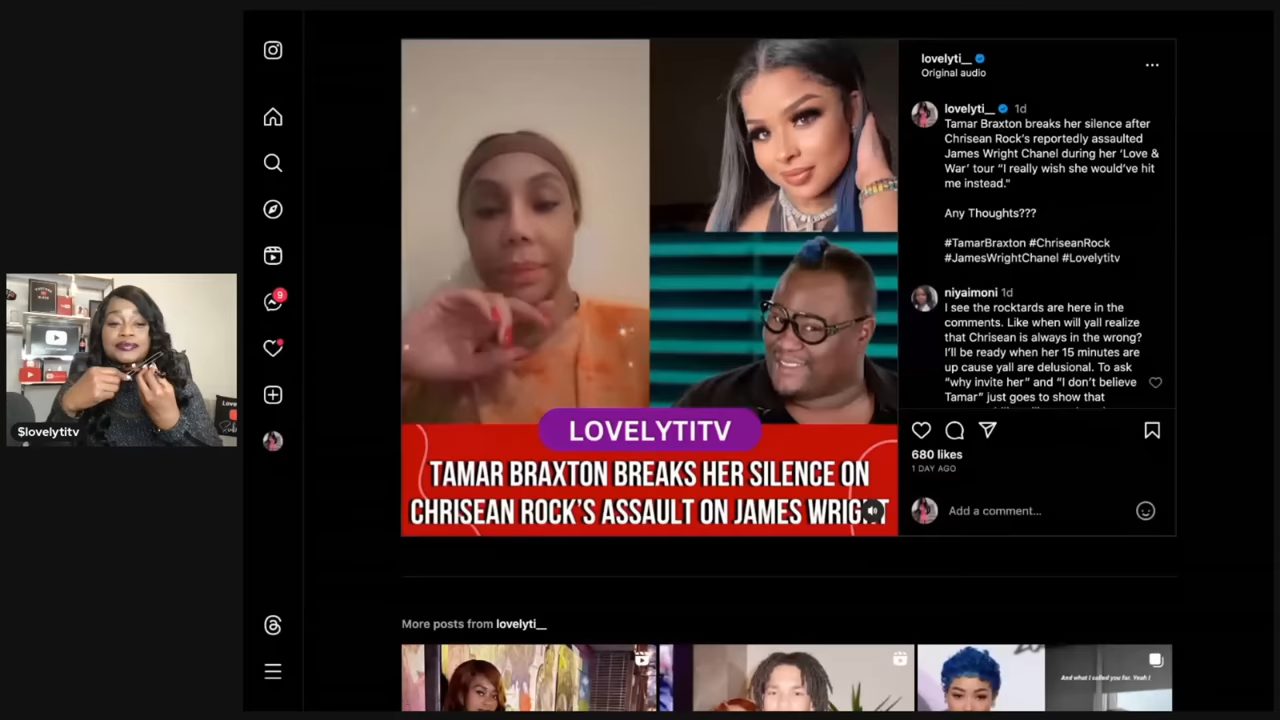 lovelyti__
Original audio
lovelyti__ 1d
Tamar Braxton breaks her silence after
Chrisean Rock's reportedly assaulted
James Wright Chanel during her 'Love &
War' tour "I really wish she would've hit
me instead."
Any Thoughts???
#TamarBraxton #ChriseanRock
#JamesWrightChanel #Lovelytitv
niyaimoni 1d
I see the rocktards are here in the
comments. Like when will yall realize
that Chrisean is always in the wrong?
I'll be ready when her 15 minutes are
up cause yall are delusional. To ask
"why invite her" and "I don't believe
Tamar" just goes to show that
9
$lovelytitv
LOVELYTITV
TAMAR BRAXTON BREAKS HER SILENCE ON
CHRISEAN ROCK'S ASSAULT ON JAMES WRIGHT
680 likes
1 DAY AGO
Add a comment...
More posts from lovelyti__
And what I called you for. Yeah !